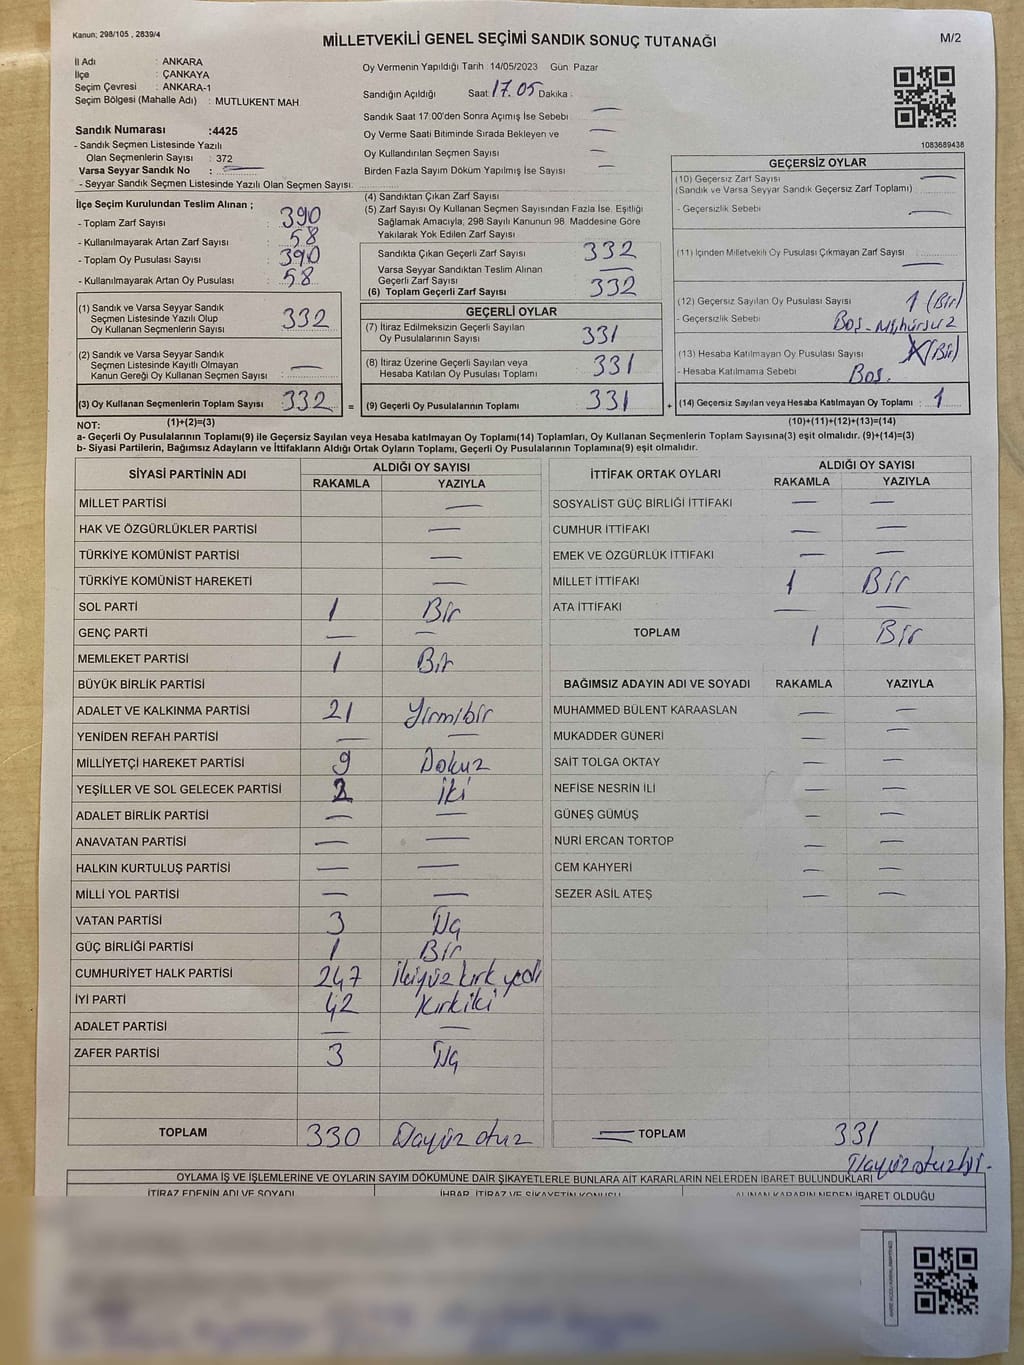 Kanun; 298/105 , 2839/4
MİLLETVEKİLİ GENEL SEÇİMİ SANDIK SONUÇ TUTANAĞI
M/2
İl Adı : ANKARA
İlçe : ÇANKAYA
Seçim Çevresi : ANKARA-1
Seçim Bölgesi (Mahalle Adı) : MUTLUKENT MAH.
Sandık Numarası :4425
- Sandık Seçmen Listesinde Yazılı
Olan Seçmenlerin Sayısı : 372
Varsa Seyyar Sandık No : —
- Seyyar Sandık Seçmen Listesinde Yazılı Olan Seçmen Sayısı:
Oy Vermenin Yapıldığı Tarih : 14/05/2023 Gün: Pazar
Sandığın Açıldığı Saat: 17.05 Dakika :
Sandık Saat 17:00'den Sonra Açımış İse Sebebi —
Oy Verme Saati Bitiminde Sırada Bekleyen ve —
Oy Kullandırılan Seçmen Sayısı —
Birden Fazla Sayım Döküm Yapılmış İse Sayısı —
1083689438
İlçe Seçim Kurulundan Teslim Alınan ;
- Toplam Zarf Sayısı : 390
- Kullanılmayarak Artan Zarf Sayısı : 58
- Toplam Oy Pusulası Sayısı : 390
- Kullanılmayarak Artan Oy Pusulası : 58
(4) Sandıktan Çıkan Zarf Sayısı
(5) Zarf Sayısı Oy Kullanan Seçmen Sayısından Fazla İse, Eşitliği
Sağlamak Amacıyla, 298 Sayılı Kanunun 98. Maddesine Göre
Yakılarak Yok Edilen Zarf Sayısı
Sandıkta Çıkan Geçerli Zarf Sayısı 332
Varsa Seyyar Sandıktan Teslim Alınan
Geçerli Zarf Sayısı —
(6) Toplam Geçerli Zarf Sayısı 332
GEÇERSİZ OYLAR
(10) Geçersiz Zarf Sayısı —
(Sandık ve Varsa Seyyar Sandık Geçersiz Zarf Toplamı)
- Geçersizlik Sebebi —
(11) İçinden Milletvekili Oy Pusulası Çıkmayan Zarf Sayısı —
(12) Geçersiz Sayılan Oy Pusulası Sayısı 1 (Bir)
- Geçersizlik Sebebi Boş - Mühürsüz
(13) Hesaba Katılmayan Oy Pusulası Sayısı (Bir)
- Hesaba Katılmama Sebebi Boş.
(14) Geçersiz Sayılan veya Hesaba Katılmayan Oy Toplamı : 1
(1) Sandık ve Varsa Seyyar Sandık
Seçmen Listesinde Yazılı Olup
Oy Kullanan Seçmenlerin Sayısı : 332
(2) Sandık ve Varsa Seyyar Sandık
Seçmen Listesinde Kayıtlı Olmayan
Kanun Gereği Oy Kullanan Seçmen Sayısı : —
(3) Oy Kullanan Seçmenlerin Toplam Sayısı : 332 =
GEÇERLİ OYLAR
(7) İtiraz Edilmeksizin Geçerli Sayılan
Oy Pusulalarının Sayısı : 331
(8) İtiraz Üzerine Geçerli Sayılan veya
Hesaba Katılan Oy Pusulası Toplamı : 331
(9) Geçerli Oy Pusulalarının Toplamı : 331 +
NOT: (1)+(2)=(3) (10)+(11)+(12)+(13)=(14)
a- Geçerli Oy Pusulalarının Toplamı(9) ile Geçersiz Sayılan veya Hesaba katılmayan Oy Toplamı(14) Toplamları, Oy Kullanan Seçmenlerin Toplam Sayısına(3) eşit olmalıdır. (9)+(14)=(3)
b- Siyasi Partilerin, Bağımsız Adayların ve İttifakların Aldığı Ortak Oyların Toplamı, Geçerli Oy Pusulalarının Toplamına(9) eşit olmalıdır.
SİYASİ PARTİNİN ADI ALDIĞI OY SAYISI
RAKAMLA YAZIYLA
MİLLET PARTİSİ —
HAK VE ÖZGÜRLÜKLER PARTİSİ —
TÜRKİYE KOMÜNİST PARTİSİ —
TÜRKİYE KOMÜNİST HAREKETİ —
SOL PARTİ 1 Bir
GENÇ PARTİ — —
MEMLEKET PARTİSİ 1 Bir
BÜYÜK BİRLİK PARTİSİ
ADALET VE KALKINMA PARTİSİ 21 Yirmibir
YENİDEN REFAH PARTİSİ — —
MİLLİYETÇİ HAREKET PARTİSİ 9 Dokuz
YEŞİLLER VE SOL GELECEK PARTİSİ 2 İki
ADALET BİRLİK PARTİSİ — —
ANAVATAN PARTİSİ — —
HALKIN KURTULUŞ PARTİSİ — —
MİLLİ YOL PARTİSİ — —
VATAN PARTİSİ 3 Üç
GÜÇ BİRLİĞİ PARTİSİ 1 Bir
CUMHURİYET HALK PARTİSİ 247 İkiyüz kırk yedi
İYİ PARTİ 42 Kırkiki
ADALET PARTİSİ — —
ZAFER PARTİSİ 3 Üç
TOPLAM 330 Üçyüz otuz
İTTİFAK ORTAK OYLARI ALDIĞI OY SAYISI
RAKAMLA YAZIYLA
SOSYALİST GÜÇ BİRLİĞİ İTTİFAKI — —
CUMHUR İTTİFAKI — —
EMEK VE ÖZGÜRLÜK İTTİFAKI — —
MİLLET İTTİFAKI 1 Bir
ATA İTTİFAKI — —
TOPLAM 1 Bir
BAĞIMSIZ ADAYIN ADI VE SOYADI RAKAMLA YAZIYLA
MUHAMMED BÜLENT KARAASLAN — —
MUKADDER GÜNERİ — —
SAİT TOLGA OKTAY — —
NEFİSE NESRİN İLİ — —
GÜNEŞ GÜMÜŞ — —
NURİ ERCAN TORTOP — —
CEM KAHYERİ — —
SEZER ASİL ATEŞ — —
— TOPLAM 331
Üçyüzotuzbir.
OYLAMA İŞ VE İŞLEMLERİNE VE OYLARIN SAYIM DÖKÜMÜNE DAİR ŞİKAYETLERLE BUNLARA AİT KARARLARIN NELERDEN İBARET BULUNDUKLARI
İTİRAZ EDENİN ADI VE SOYADI İHBAR, İTİRAZ VE ŞİKAYETİN KONUSU ALINAN KARARIN NEDEN İBARET OLDUĞU